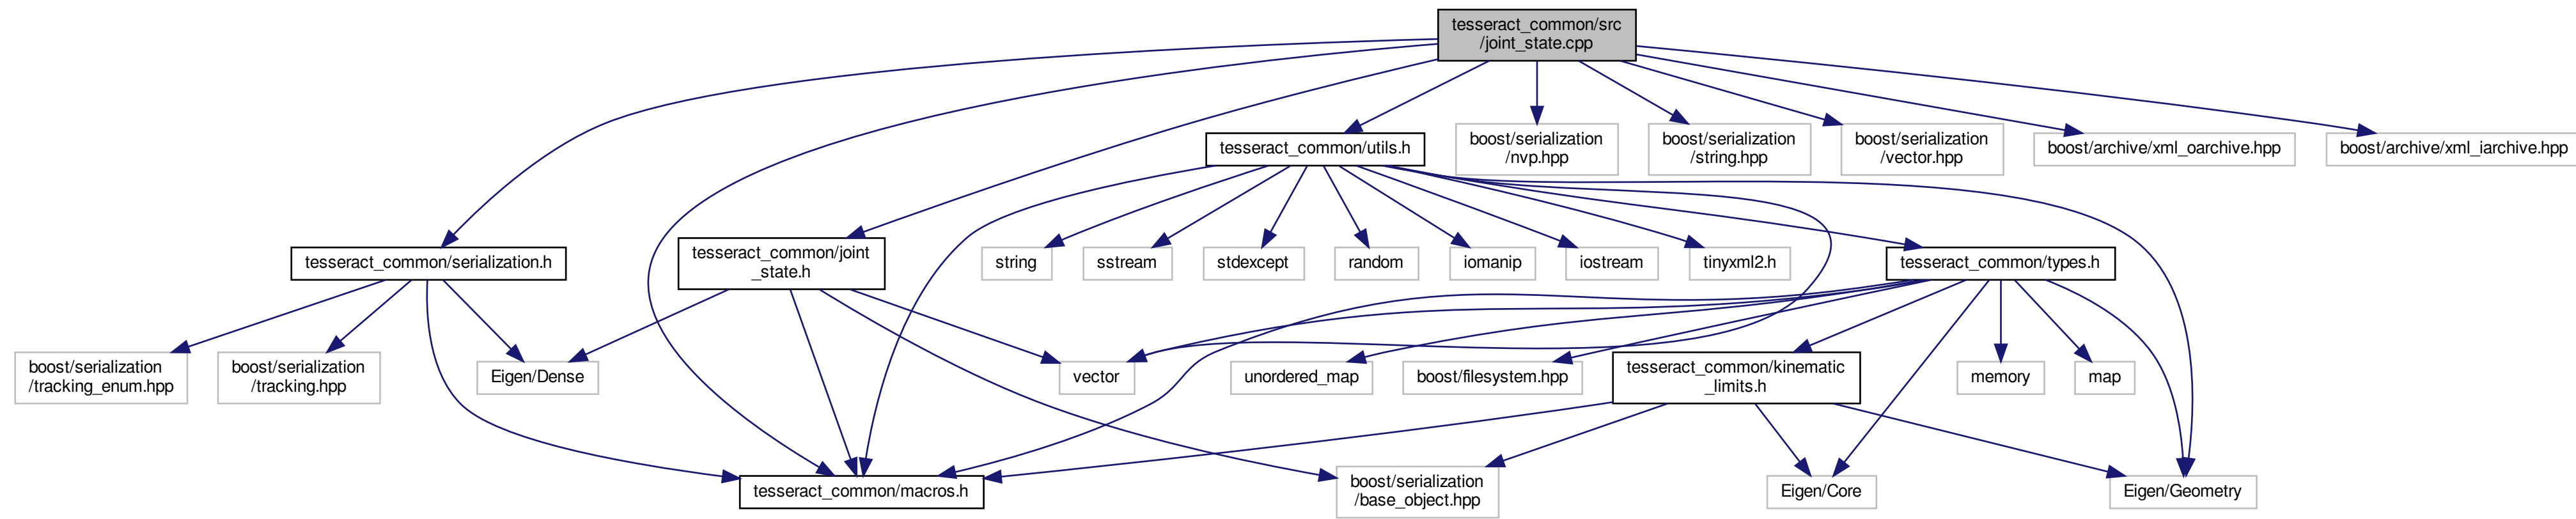 tesseract_common/src
/joint_state.cpp
tesseract_common/utils.h
boost/serialization
/nvp.hpp
boost/serialization
/string.hpp
boost/serialization
/vector.hpp
boost/archive/xml_oarchive.hpp
boost/archive/xml_iarchive.hpp
tesseract_common/serialization.h
tesseract_common/joint
_state.h
string
sstream
stdexcept
random
iomanip
iostream
tinyxml2.h
tesseract_common/types.h
boost/serialization
/tracking_enum.hpp
boost/serialization
/tracking.hpp
Eigen/Dense
vector
unordered_map
boost/filesystem.hpp
tesseract_common/kinematic
_limits.h
memory
map
tesseract_common/macros.h
boost/serialization
/base_object.hpp
Eigen/Core
Eigen/Geometry